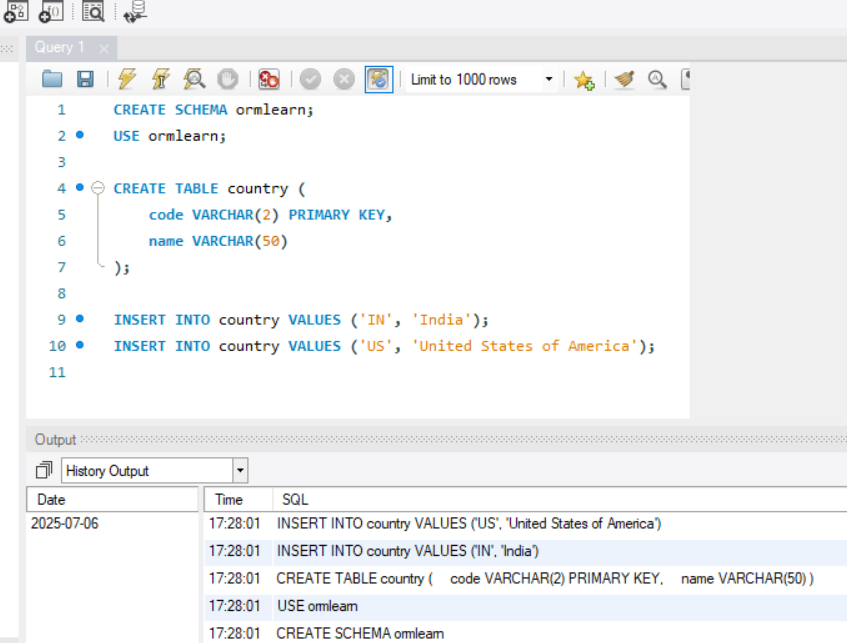 Query 1
Limit to 1000 rows
1 CREATE SCHEMA ormlearn;
2 USE ormlearn;
3
4 CREATE TABLE country (
5 code VARCHAR(2) PRIMARY KEY,
6 name VARCHAR(50)
7 );
8
9 INSERT INTO country VALUES ('IN', 'India');
10 INSERT INTO country VALUES ('US', 'United States of America');
11
Output
History Output
Date Time SQL
2025-07-06 17:28:01 INSERT INTO country VALUES ('US', 'United States of America')
17:28:01 INSERT INTO country VALUES ('IN', 'India')
17:28:01 CREATE TABLE country ( code VARCHAR(2) PRIMARY KEY, name VARCHAR(50) )
17:28:01 USE ormlearn
17:28:01 CREATE SCHEMA ormlearn